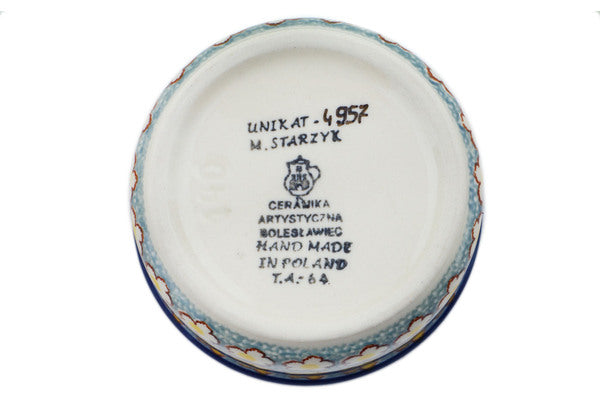 UNIKAT - 4957
M. STARZYK
CERAMIKA
ARTYSTYCZNA
BOLESŁAWIEC
HAND MADE
IN POLAND
T.A.-64